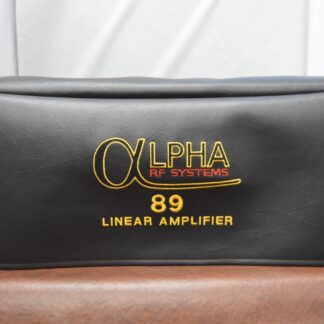 αLPHA
RF SYSTEMS
89
LINEAR AMPLIFIER